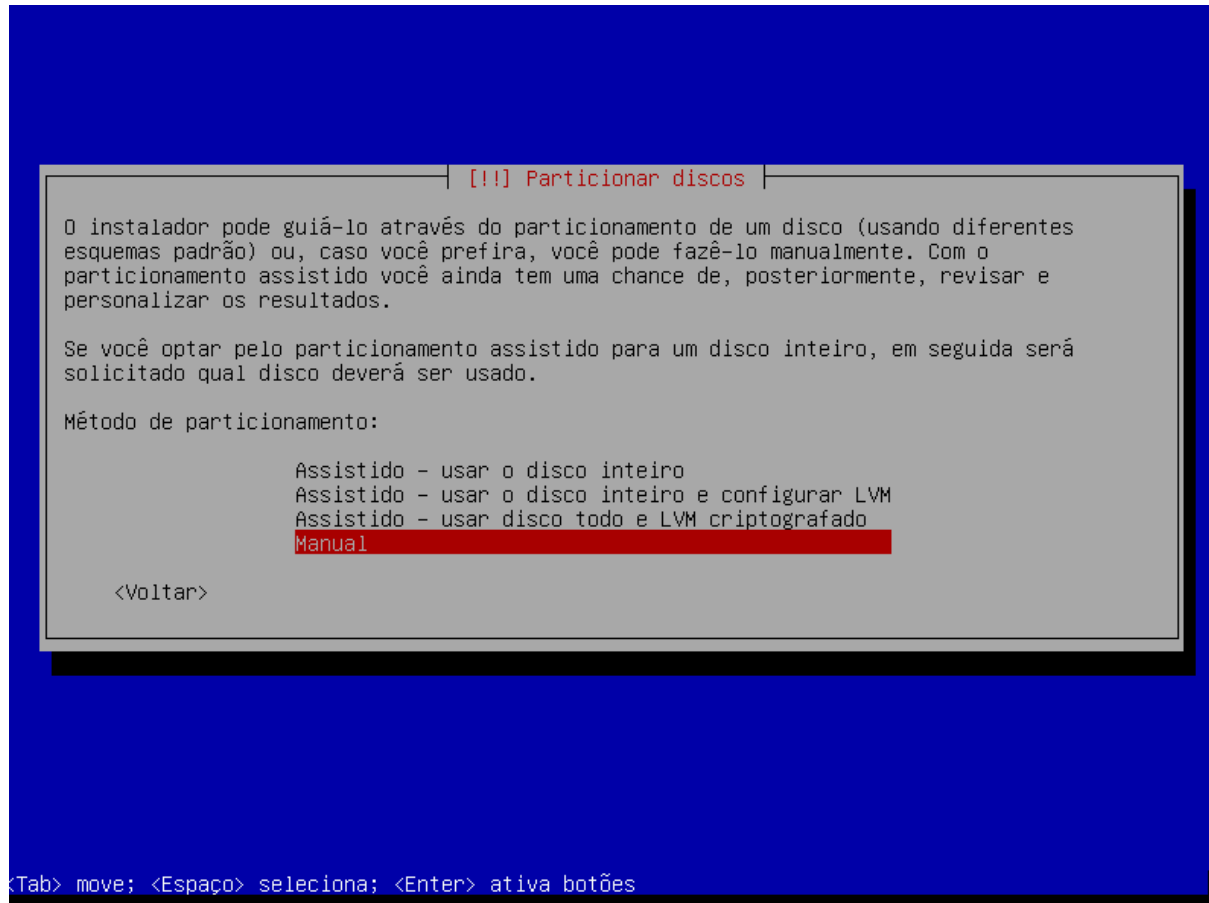 [!!] Particionar discos
O instalador pode guiá-lo através do particionamento de um disco (usando diferentes
esquemas padrão) ou, caso você prefira, você pode fazê-lo manualmente. Com o
particionamento assistido você ainda tem uma chance de, posteriormente, revisar e
personalizar os resultados.
Se você optar pelo particionamento assistido para um disco inteiro, em seguida será
solicitado qual disco deverá ser usado.
Método de particionamento:
Assistido - usar o disco inteiro
Assistido - usar o disco inteiro e configurar LVM
Assistido - usar disco todo e LVM criptografado
Manual
<Voltar>
<Tab> move; <Espaço> seleciona; <Enter> ativa botões